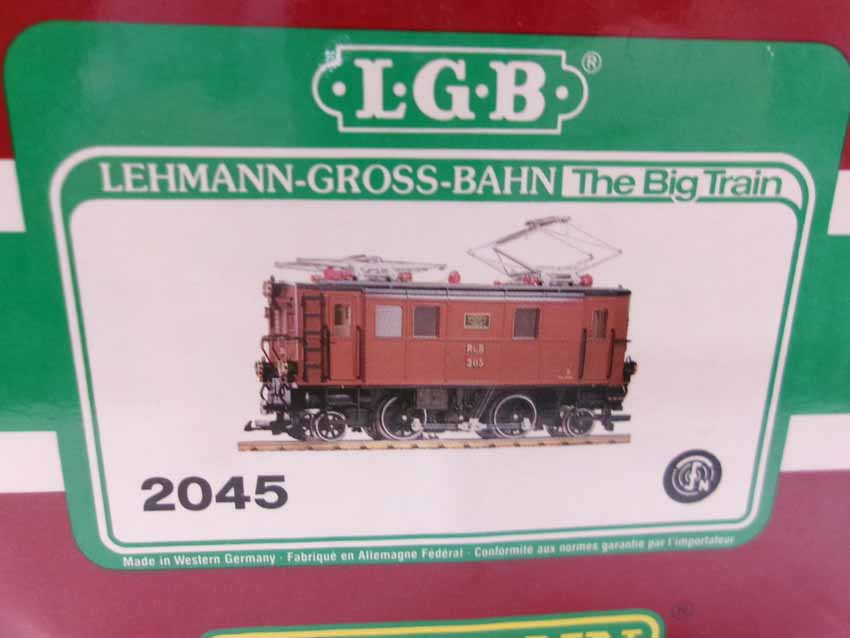 L·G·B ®
LEHMANN-GROSS-BAHN The Big Train
RhB
205
2045
Made in Western Germany · Fabriqué en Allemagne Fédéral · Conformité aux normes garantie par l'importateur
®